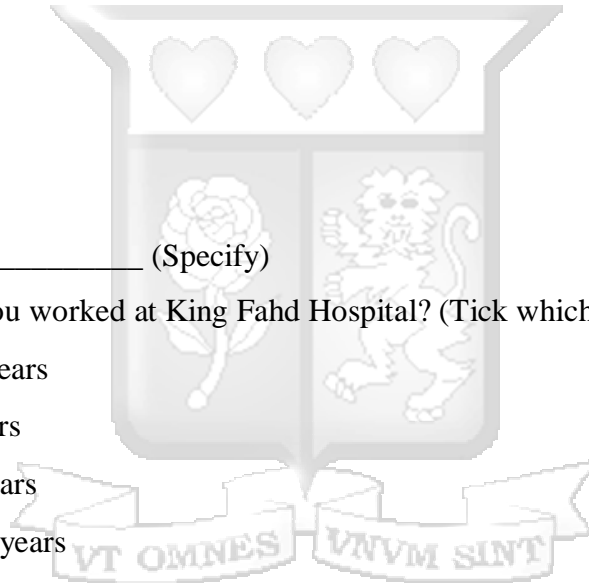 __________ (Specify)
ou worked at King Fahd Hospital? (Tick which
ears
rs
ars
years
VT OMNES VNVM SINT